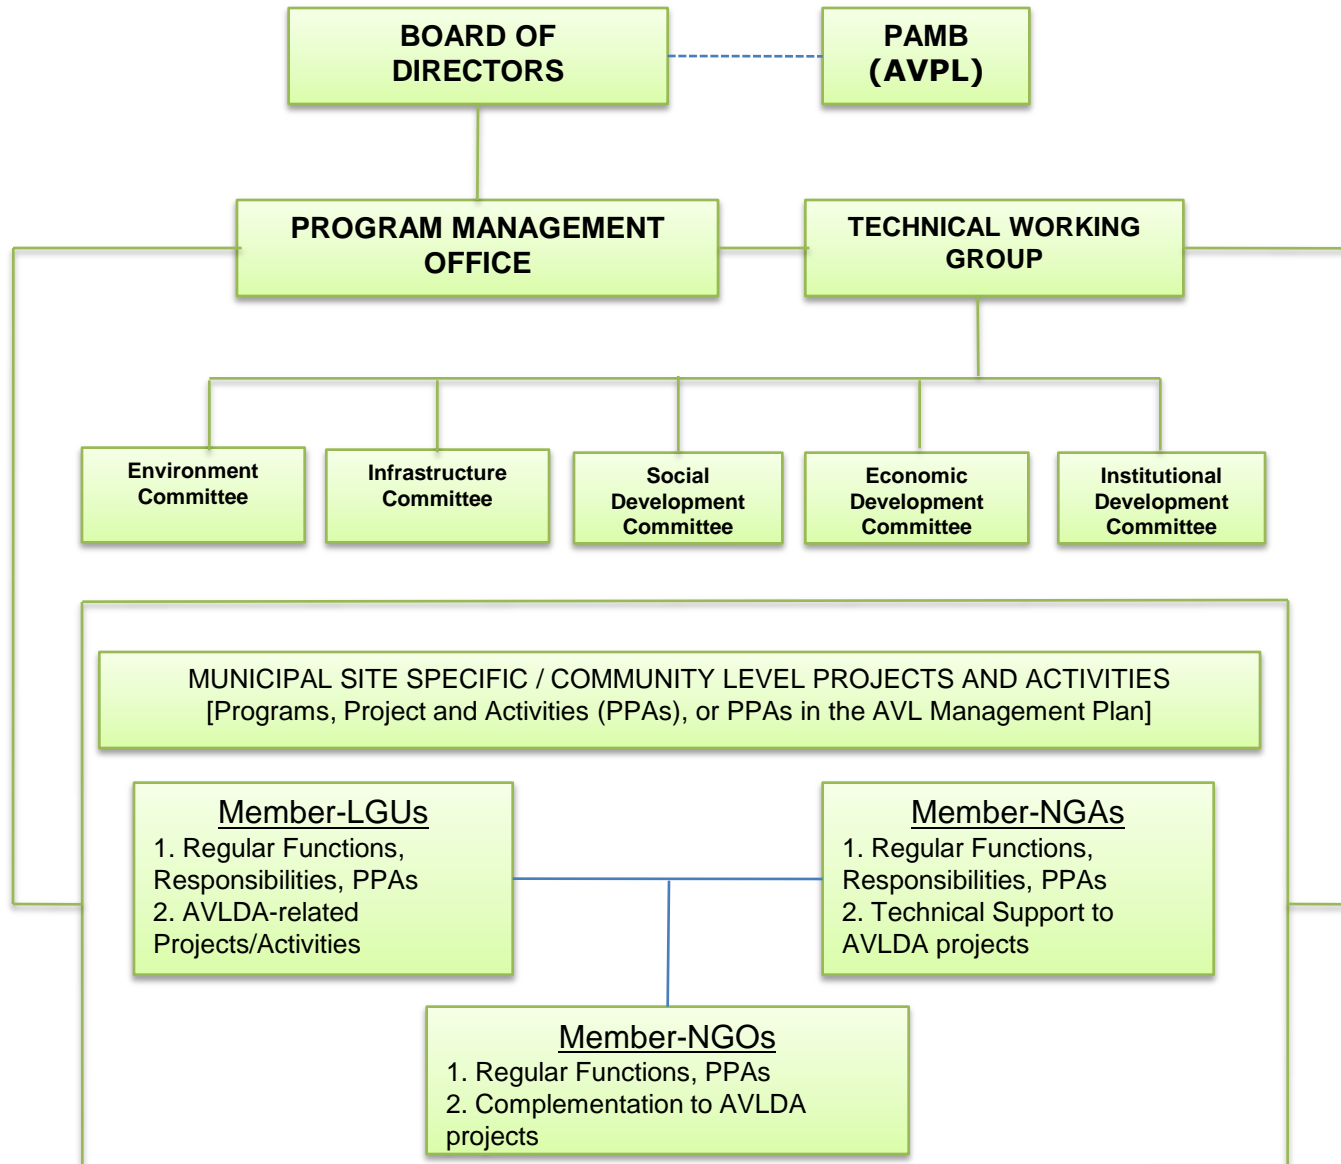 BOARD OF
DIRECTORS
PAMB
(AVPL)
PROGRAM MANAGEMENT
OFFICE
TECHNICAL WORKING
GROUP
Environment
Committee
Infrastructure
Committee
Social
Development
Committee
Economic
Development
Committee
Institutional
Development
Committee
MUNICIPAL SITE SPECIFIC / COMMUNITY LEVEL PROJECTS AND ACTIVITIES
[Programs, Project and Activities (PPAs), or PPAs in the AVL Management Plan]
Member-LGUs
1. Regular Functions,
Responsibilities, PPAs
2. AVLDA-related
Projects/Activities
Member-NGAs
1. Regular Functions,
Responsibilities, PPAs
2. Technical Support to
AVLDA projects
Member-NGOs
1. Regular Functions, PPAs
2. Complementation to AVLDA
projects